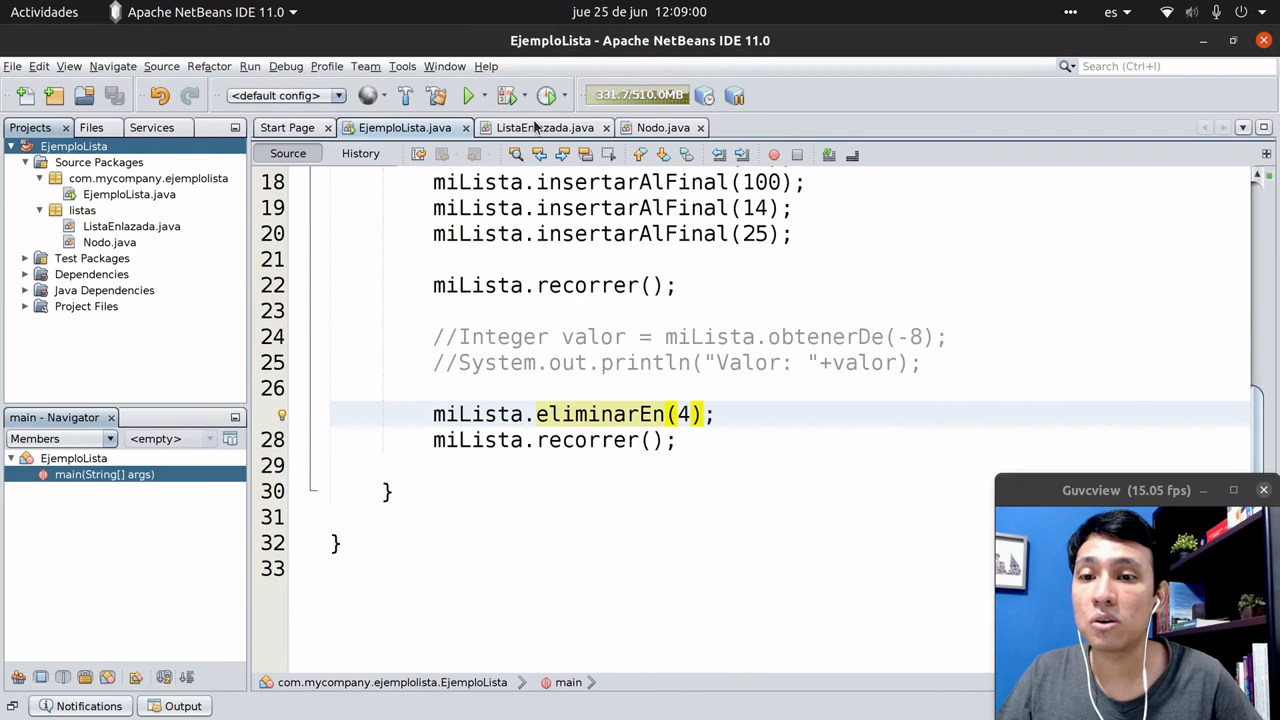 Actividades Apache NetBeans IDE 11.0 jue 25 de jun 12:09:00 es
EjemploLista - Apache NetBeans IDE 11.0
File Edit View Navigate Source Refactor Run Debug Profile Team Tools Window Help Search (Ctrl+I)
<default config> 331.7/510.0MB
Projects Files Services Start Page EjemploLista.java ListaEnlazada.java Nodo.java
Source History
EjemploLista
Source Packages
com.mycompany.ejemplolista
EjemploLista.java
listas
ListaEnlazada.java
Nodo.java
Test Packages
Dependencies
Java Dependencies
Project Files
main - Navigator
Members <empty>
EjemploLista
main(String[] args)
18 miLista.insertarAlFinal(100);
19 miLista.insertarAlFinal(14);
20 miLista.insertarAlFinal(25);
21
22 miLista.recorrer();
23
24 //Integer valor = miLista.obtenerDe(-8);
25 //System.out.println("Valor: "+valor);
26
miLista.eliminarEn(4);
28 miLista.recorrer();
29
30 }
31
32 }
33
Guvcview (15.05 fps)
com.mycompany.ejemplolista.EjemploLista main
Notifications Output